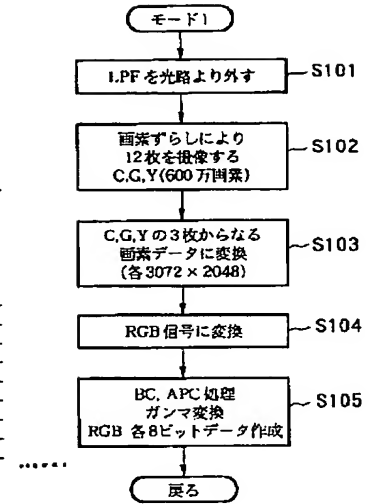 モード1
LPFを光路より外す
S101
画素ずらしにより
12枚を撮像する
C,G,Y(600万画素)
S102
C,G,Yの3枚からなる
画素データに変換
(各3072×2048)
S103
RGB信号に変換
S104
BC, APC処理
ガンマ変換
RGB 各8ビットデータ作成
S105
戻る